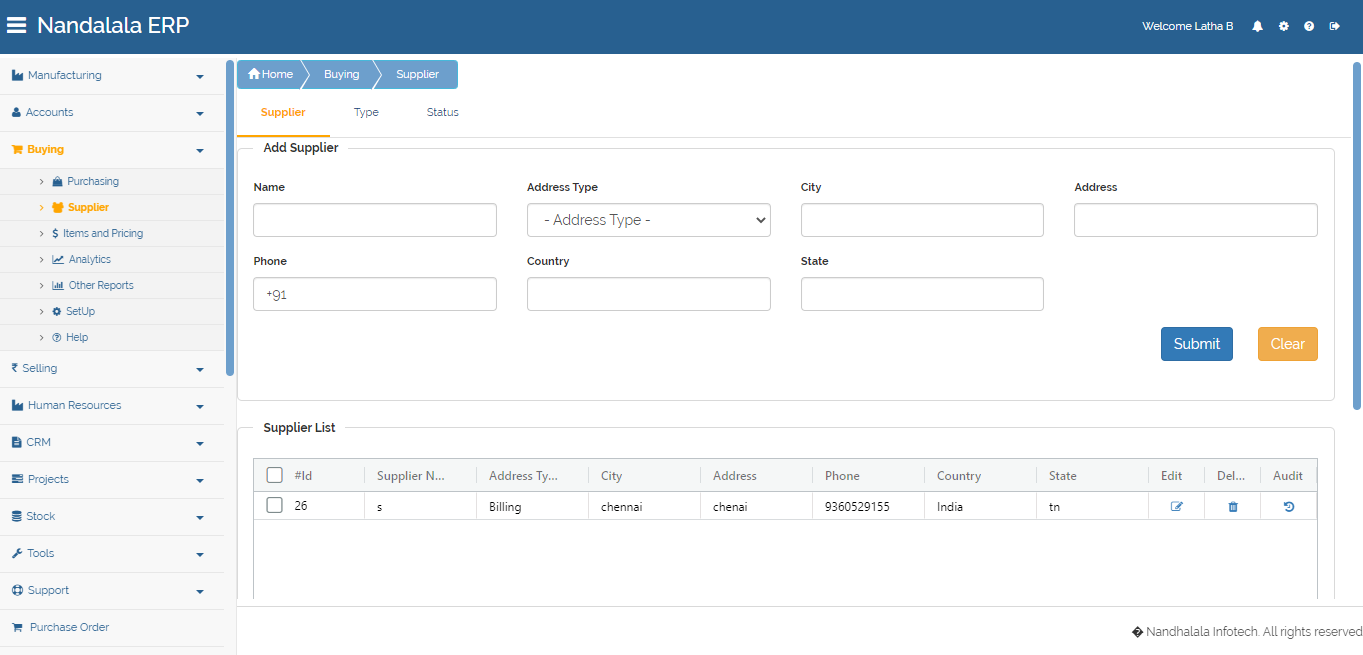 Nandalala ERP
Welcome Latha B
Manufacturing
Accounts
Buying
Purchasing
Supplier
$ Items and Pricing
Analytics
Other Reports
SetUp
Help
₹ Selling
Human Resources
CRM
Projects
Stock
Tools
Support
Purchase Order
Home Buying Supplier
Supplier Type Status
Add Supplier
Name Address Type City Address
- Address Type -
Phone Country State
+91
Submit Clear
Supplier List
#Id Supplier N... Address Ty... City Address Phone Country State Edit Del... Audit
26 s Billing chennai chenai 9360529155 India tn
� Nandhalala Infotech. All rights reserved